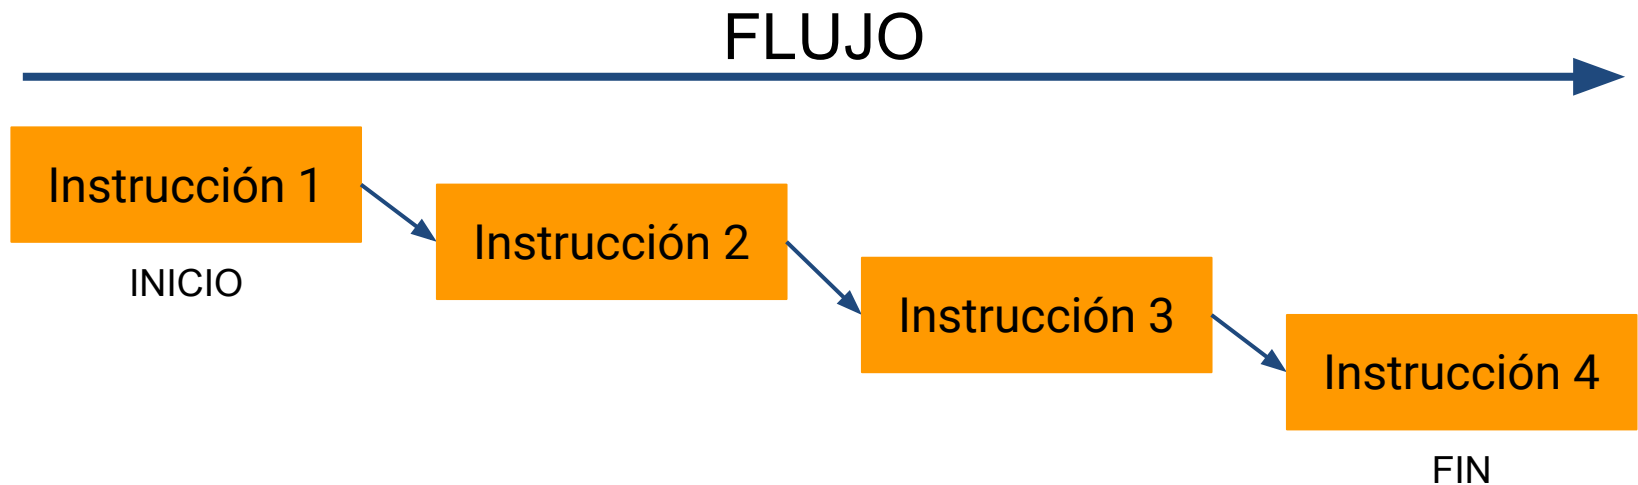 FLUJO
Instrucción 1
INICIO
Instrucción 2
Instrucción 3
Instrucción 4
FIN